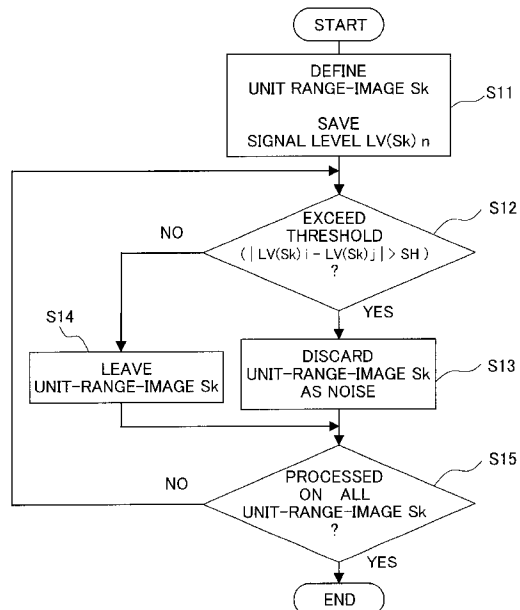 START
DEFINE
UNIT RANGE-IMAGE Sk
SAVE
SIGNAL LEVEL LV(Sk) n
S11
EXCEED
THRESHOLD
( | LV(Sk) i - LV(Sk) j | > SH )
?
S12
NO
YES
S14
LEAVE
UNIT-RANGE-IMAGE Sk
DISCARD
UNIT-RANGE-IMAGE Sk
AS NOISE
S13
PROCESSED
ON ALL
UNIT-RANGE-IMAGE Sk
?
S15
NO
YES
END